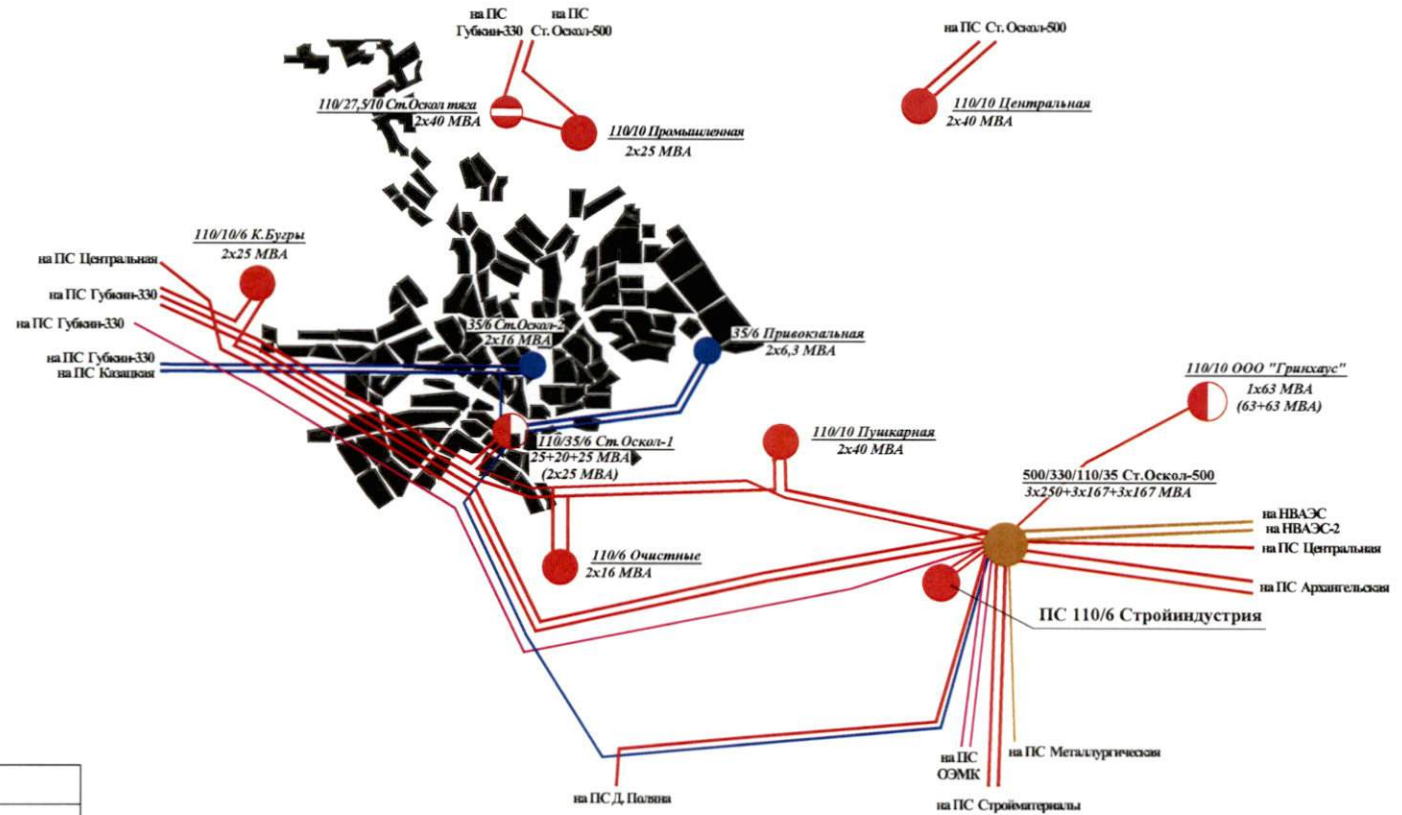 на ПС
Губкин-330
на ПС
Ст. Оскол-500
на ПС Ст. Оскол-500
110/27,5/10 Ст.Оскол тяга
2х40 МВА
110/10 Промышленная
2х25 МВА
110/10 Центральная
2х40 МВА
110/10/6 К.Бугры
2х25 МВА
на ПС Центральная
на ПС Губкин-330
на ПС Губкин-330
на ПС Губкин-330
на ПС Казацкая
35/6 Ст.Оскол-2
2х16 МВА
35/6 Привокзальная
2х6,3 МВА
110/10 ООО "Гринхаус"
1х63 МВА
(63+63 МВА)
110/35/6 Ст.Оскол-1
25+20+25 МВА
(2х25 МВА)
110/10 Пушкарная
2х40 МВА
500/330/110/35 Ст.Оскол-500
3х250+3х167+3х167 МВА
на НВАЭС
на НВАЭС-2
на ПС Центральная
на ПС Архангельская
110/6 Очистные
2х16 МВА
ПС 110/6 Стройиндустрия
на ПС
ОЭМК
на ПС Металлургическая
на ПС Д. Поляна
на ПС Стройматериалы